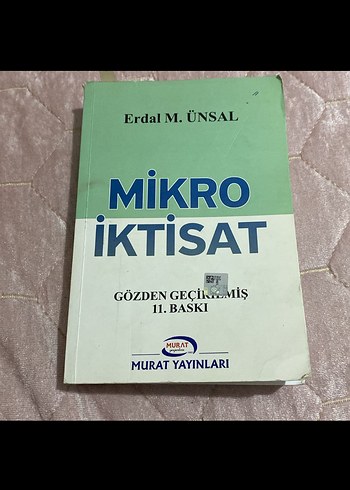 Erdal M. ÜNSAL
MİKRO
İKTİSAT
GÖZDEN GEÇİRİLMİŞ
11. BASKI
MURAT
MURAT YAYINLARI